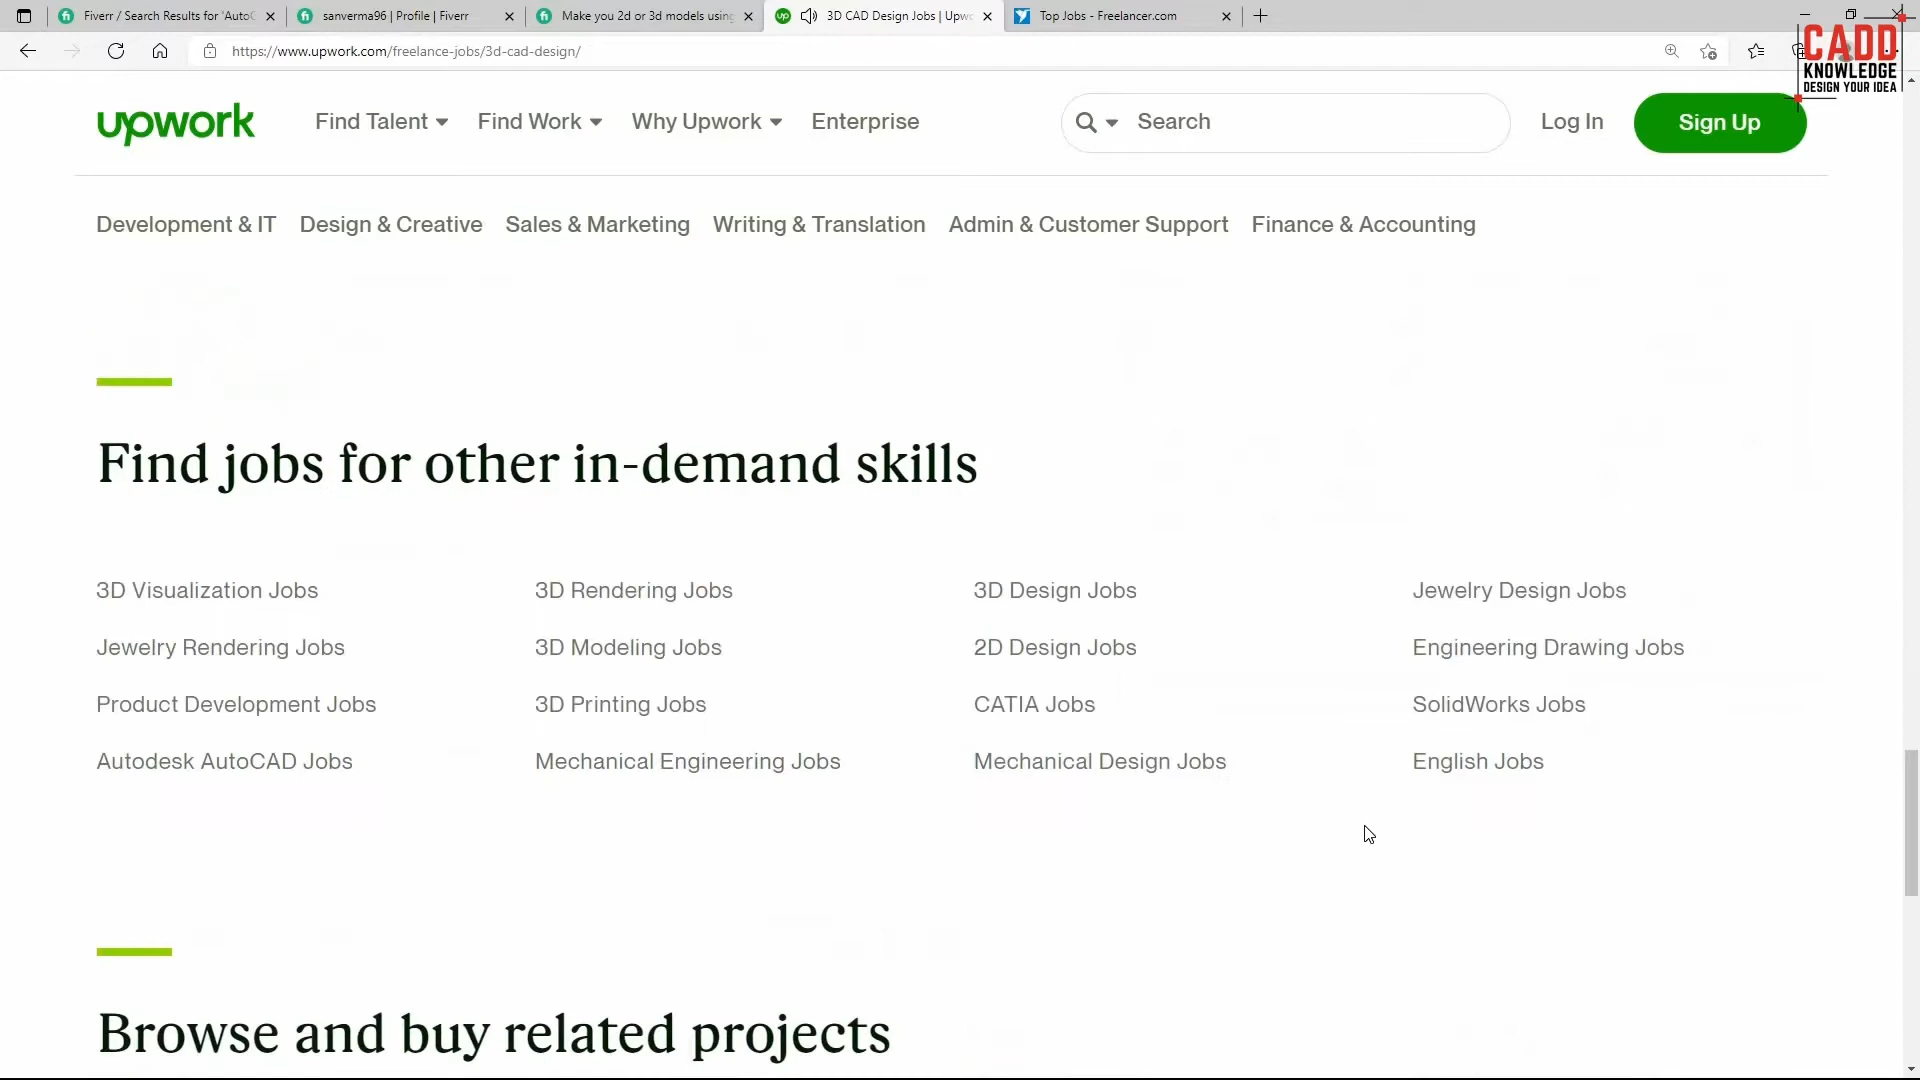 Fiverr / Search Results for 'AutoC
sanverma96 | Profile | Fiverr
Make you 2d or 3d models using
3D CAD Design Jobs | Upwo
Top Jobs - Freelancer.com
https://www.upwork.com/freelance-jobs/3d-cad-design/
CADD
KNOWLEDGE
DESIGN YOUR IDEA
upwork
Find Talent
Find Work
Why Upwork
Enterprise
Search
Log In
Sign Up
Development & IT
Design & Creative
Sales & Marketing
Writing & Translation
Admin & Customer Support
Finance & Accounting
Find jobs for other in-demand skills
3D Visualization Jobs
3D Rendering Jobs
3D Design Jobs
Jewelry Design Jobs
Jewelry Rendering Jobs
3D Modeling Jobs
2D Design Jobs
Engineering Drawing Jobs
Product Development Jobs
3D Printing Jobs
CATIA Jobs
SolidWorks Jobs
Autodesk AutoCAD Jobs
Mechanical Engineering Jobs
Mechanical Design Jobs
English Jobs
Browse and buy related projects